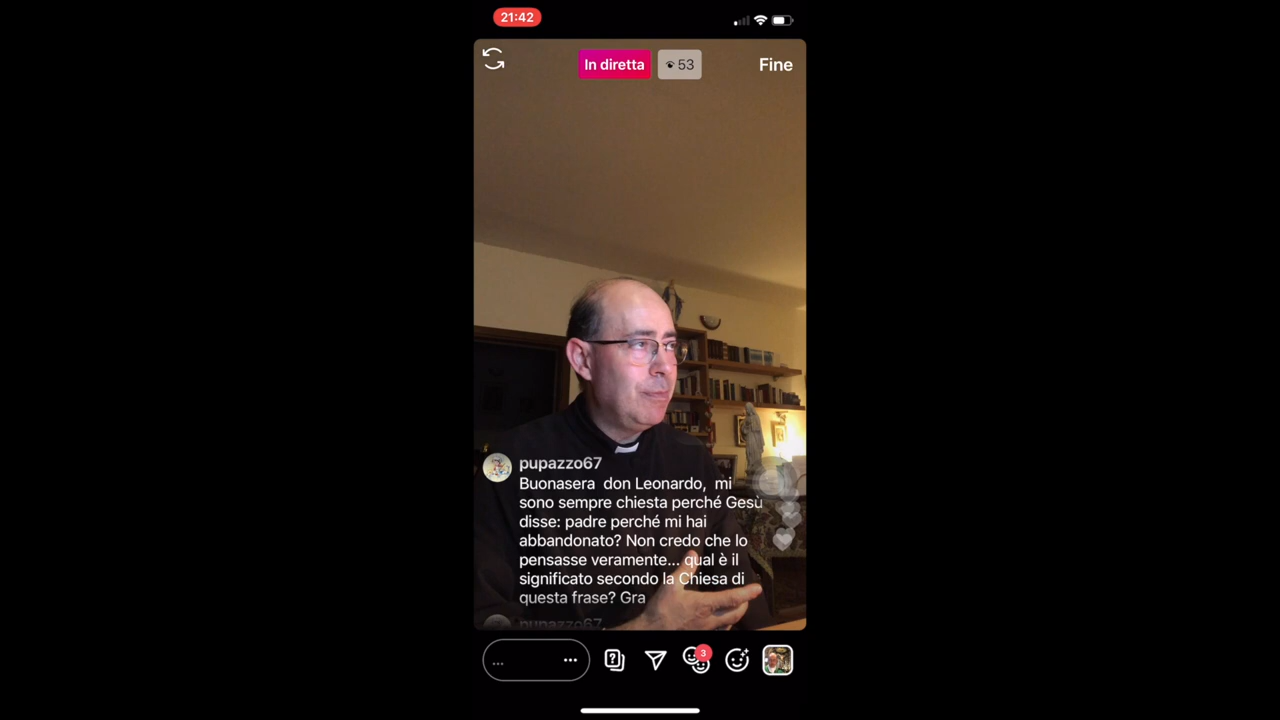 21:42
In diretta
53
Fine
pupazzo67
Buonasera don Leonardo, mi
sono sempre chiesta perché Gesù
disse: padre perché mi hai
abbandonato? Non credo che lo
pensasse veramente... qual è il
significato secondo la Chiesa di
questa frase? Gra
pupazzo67
...
3